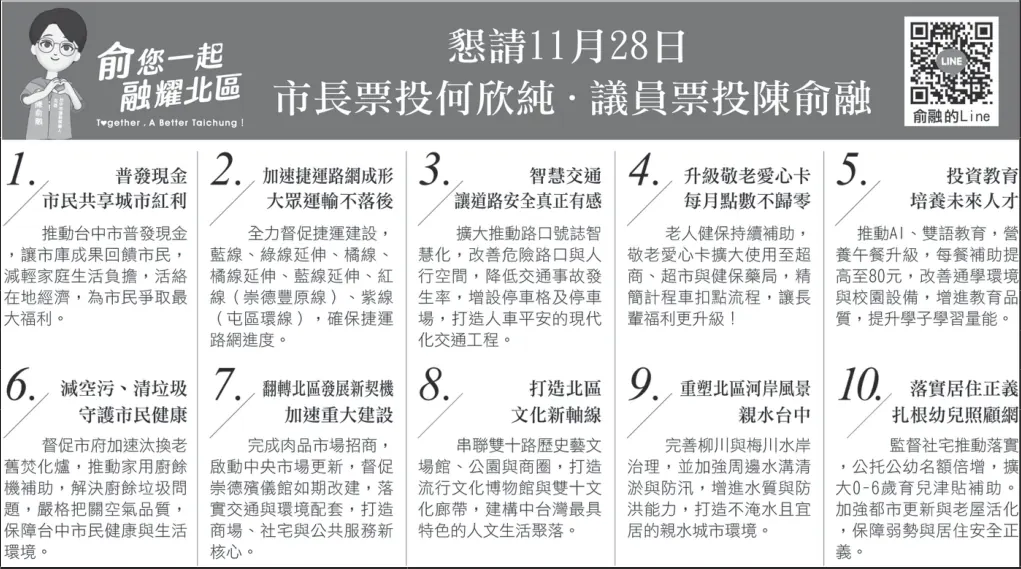 俞您一起
融耀北區
T♥gether , A Better Taichung !
懇請11月28日
市長票投何欣純·議員票投陳俞融
LINE
俞融的Line
1.
普發現金
市民共享城市紅利
推動台中市普發現金
,讓市庫成果回饋市民,
減輕家庭生活負擔,活絡
在地經濟,為市民爭取最
大福利。
2.
加速捷運路網成形
大眾運輸不落後
全力督促捷運建設,
藍線、綠線延伸、橘線、
橘線延伸、藍線延伸、紅
線(崇德豐原線)、紫線
(屯區環線),確保捷運
路網進度。
3.
智慧交通
讓道路安全真正有感
擴大推動路口號誌智
慧化,改善危險路口與人
行空間,降低交通事故發
生率,增設停車格及停車
場,打造人車平安的現代
化交通工程。
4.
升級敬老愛心卡
每月點數不歸零
老人健保持續補助,
敬老愛心卡擴大使用至超
商、超市與健保藥局,精
簡計程車扣點流程,讓長
輩福利更升級!
5.
投資教育
培養未來人才
推動AI、雙語教育,營
養午餐升級,每餐補助提
高至80元,改善通學環境
與校園設備,增進教育品
質,提升學子學習量能。
6.
減空污、清垃圾
守護市民健康
督促市府加速汰換老
舊焚化爐,推動家用廚餘
機補助,解決廚餘垃圾問
題,嚴格把關空氣品質,
保障台中市民健康與生活
環境。
7.
翻轉北區發展新契機
加速重大建設
完成肉品市場招商,
啟動中央市場更新,督促
崇德殯儀館如期改建,落
實交通與環境配套,打造
商場、社宅與公共服務新
核心。
8.
打造北區
文化新軸線
串聯雙十路歷史藝文
場館、公園與商圈,打造
流行文化博物館與雙十文
化廊帶,建構中台灣最具
特色的人文生活聚落。
9.
重塑北區河岸風景
親水台中
完善柳川與梅川水岸
治理,並加強周邊水溝清
淤與防汛,增進水質與防
洪能力,打造不淹水且宜
居的親水城市環境。
10.
落實居住正義
扎根幼兒照顧網
監督社宅推動落實
,公托公幼名額倍增,擴
大0-6歲育兒津貼補助。
加強都市更新與老屋活化
,保障弱勢與居住安全正
義。